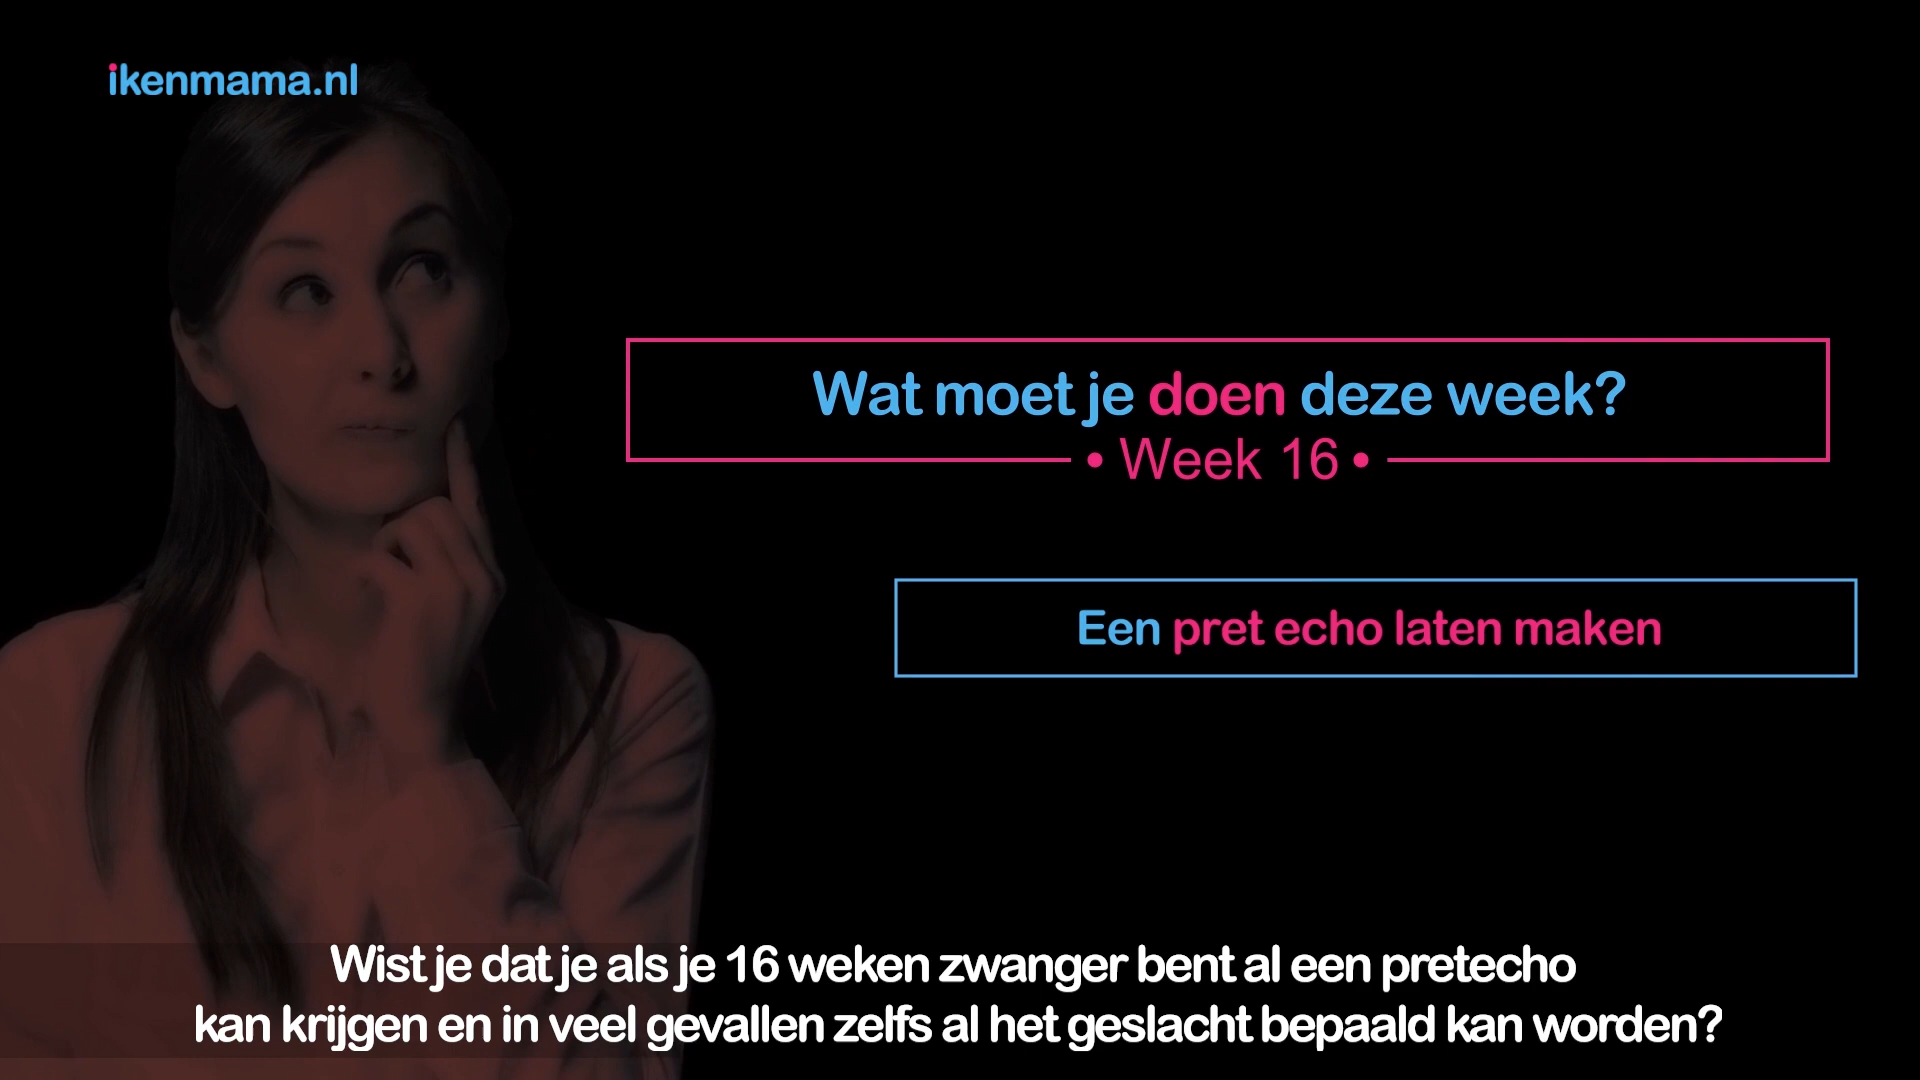 ikenmama.nl
Wat moet je doen deze week?
• Week 16 •
Een pret echo laten maken
Wist je dat je als je 16 weken zwanger bent al een pretecho
kan krijgen en in veel gevallen zelfs al het geslacht bepaald kan worden?